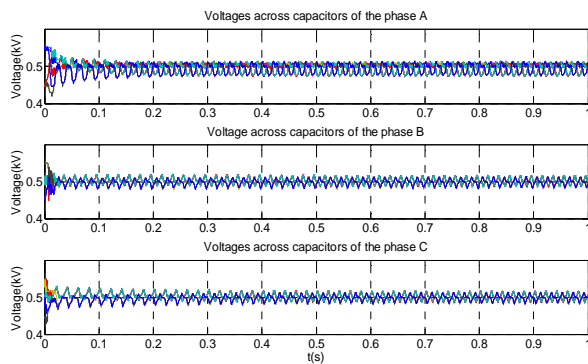 Voltages across capacitors of the phase A
Voltage(kV)
0.5
0.4
0 0.1 0.2 0.3 0.4 0.5 0.6 0.7 0.8 0.9 1
Voltage across capacitors of the phase B
Voltage(kV)
0.5
0.4
0 0.1 0.2 0.3 0.4 0.5 0.6 0.7 0.8 0.9 1
Voltages across capacitors of the phase C
Voltage(kV)
0.5
0.4
0 0.1 0.2 0.3 0.4 0.5 0.6 0.7 0.8 0.9 1
t(s)